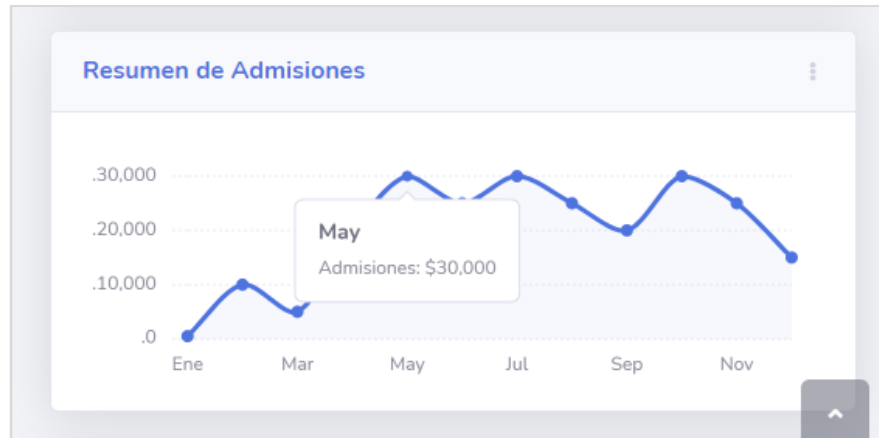 Resumen de Admisiones
.30,000
.20,000
.10,000
.0
May
Admisiones: $30,000
Ene Mar May Jul Sep Nov